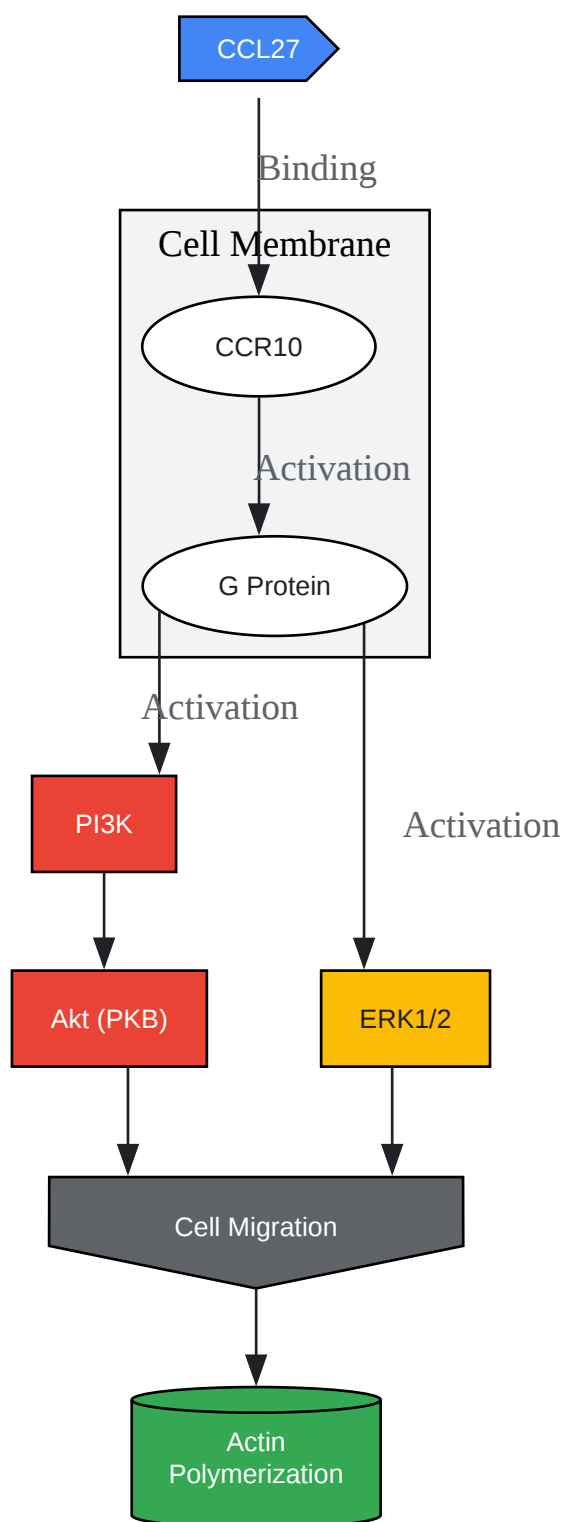 CCL27
Binding
Cell Membrane
CCR10
Activation
G Protein
Activation
PI3K
Activation
Akt (PKB)
ERK1/2
Cell Migration
Actin
Polymerization